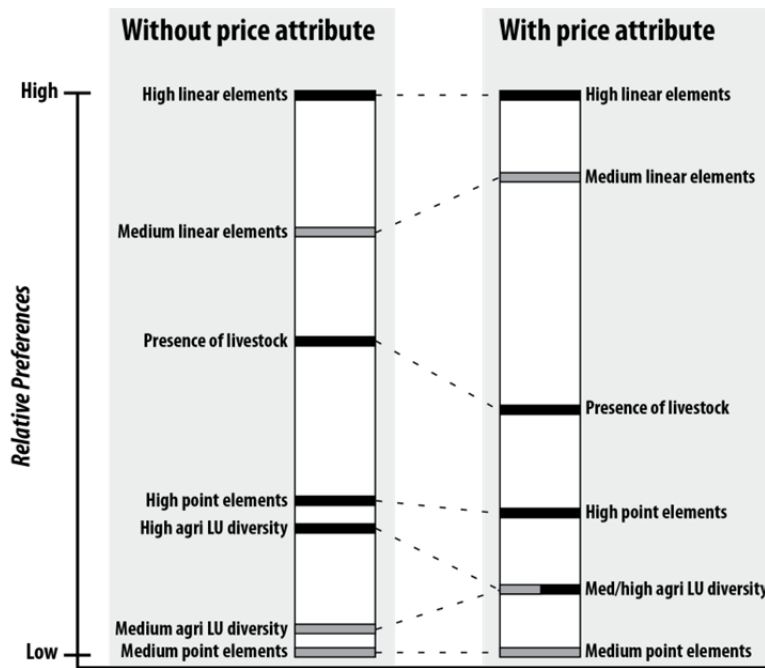 Without price attribute
With price attribute
High
Low
Relative Preferences
High linear elements
Medium linear elements
Presence of livestock
High point elements
High agri LU diversity
Medium agri LU diversity
Medium point elements
High linear elements
Medium linear elements
Presence of livestock
High point elements
Med/high agri LU diversity
Medium point elements